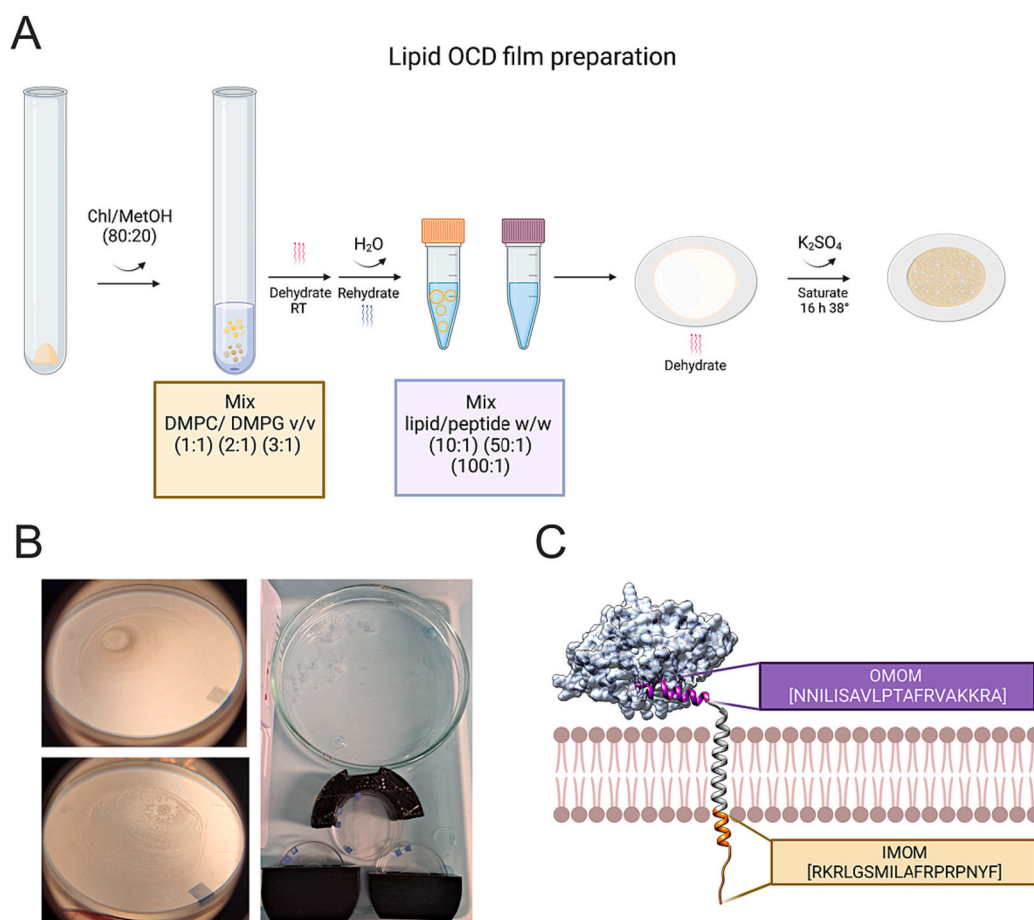 A
Lipid OCD film preparation
Chl/MetOH
(80:20)
Dehydrate
RT
H₂O
Rehydrate
K₂SO₄
Saturate
16 h 38°
Dehydrate
Mix
DMPC/ DMPG v/v
(1:1) (2:1) (3:1)
Mix
lipid/peptide w/w
(10:1) (50:1)
(100:1)
B
C
OMOM
[NNILISAVLPTAFRVAKKRA]
IMOM
[RKRLGSMILAFRPRPNYF]